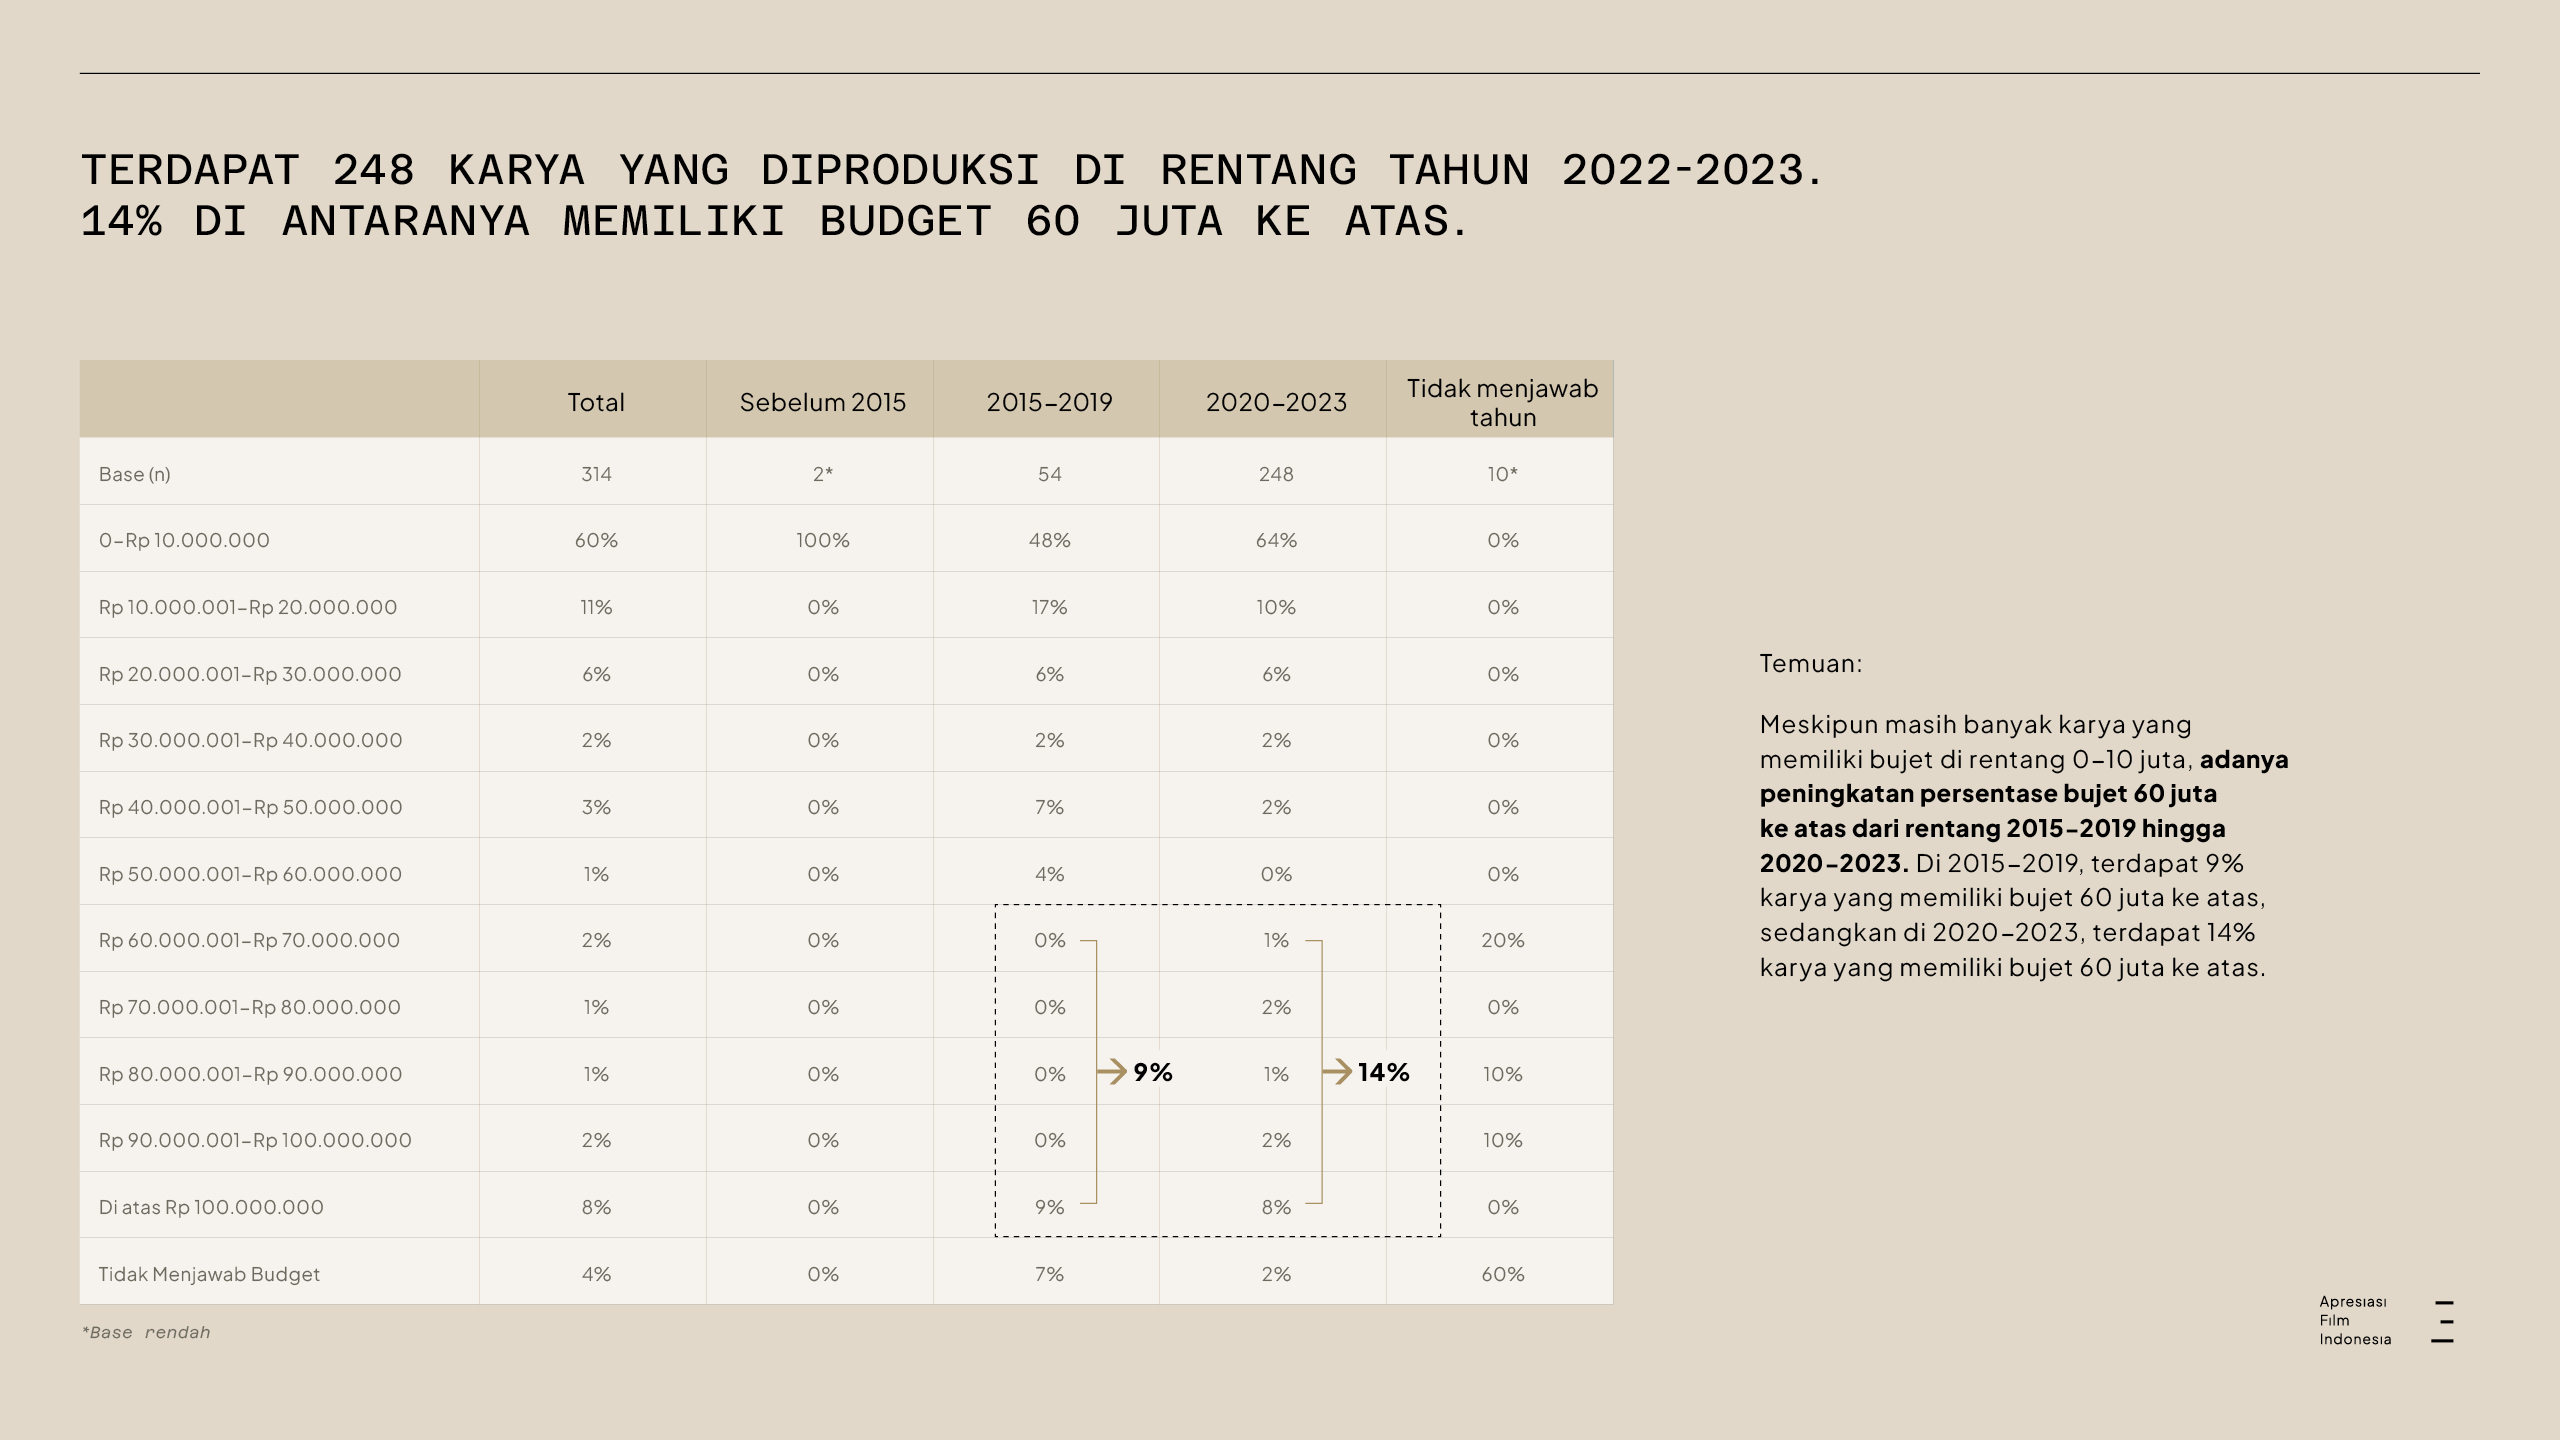 TERDAPAT 248 KARYA YANG DIPRODUKSI DI RENTANG TAHUN 2022-2023.
14% DI ANTARANYA MEMILIKI BUDGET 60 JUTA KE ATAS.
Total Sebelum 2015 2015–2019 2020–2023 Tidak menjawab
tahun
Base (n) 314 2* 54 248 10*
0–Rp 10.000.000 60% 100% 48% 64% 0%
Rp 10.000.001–Rp 20.000.000 11% 0% 17% 10% 0%
Rp 20.000.001–Rp 30.000.000 6% 0% 6% 6% 0%
Rp 30.000.001–Rp 40.000.000 2% 0% 2% 2% 0%
Rp 40.000.001–Rp 50.000.000 3% 0% 7% 2% 0%
Rp 50.000.001–Rp 60.000.000 1% 0% 4% 0% 0%
Rp 60.000.001–Rp 70.000.000 2% 0% 0% 1% 20%
Rp 70.000.001–Rp 80.000.000 1% 0% 0% 2% 0%
Rp 80.000.001–Rp 90.000.000 1% 0% 0% → 9% 1% → 14% 10%
Rp 90.000.001–Rp 100.000.000 2% 0% 0% 2% 10%
Di atas Rp 100.000.000 8% 0% 9% 8% 0%
Tidak Menjawab Budget 4% 0% 7% 2% 60%
*Base rendah
Temuan:
Meskipun masih banyak karya yang
memiliki bujet di rentang 0–10 juta, adanya
peningkatan persentase bujet 60 juta
ke atas dari rentang 2015–2019 hingga
2020–2023. Di 2015–2019, terdapat 9%
karya yang memiliki bujet 60 juta ke atas,
sedangkan di 2020–2023, terdapat 14%
karya yang memiliki bujet 60 juta ke atas.
Apresiasi
Film
Indonesia